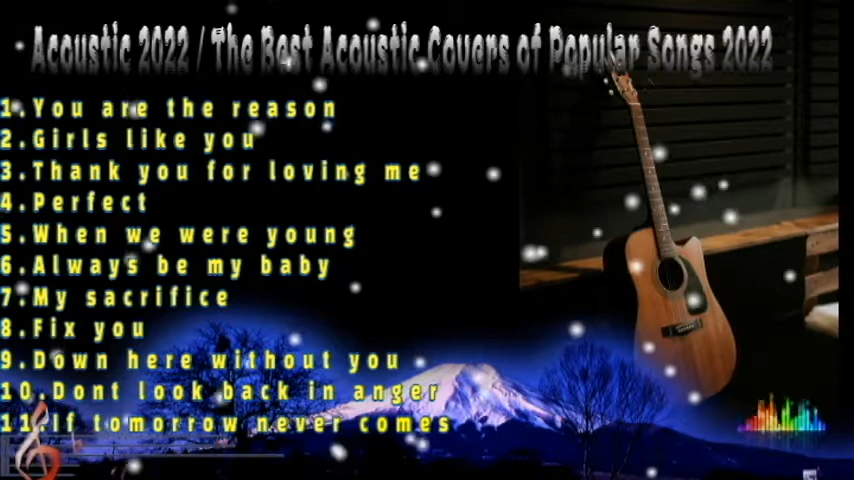 Acoustic 2022 / The Best Acoustic Covers of Popular Songs 2022
1.You are the reason
2.Girls like you
3.Thank you for loving me
4.Perfect
5.When we were young
6.Always be my baby
7.My sacrifice
8.Fix you
9.Down here without you
10.Dont look back in anger
11.If tomorrow never comes